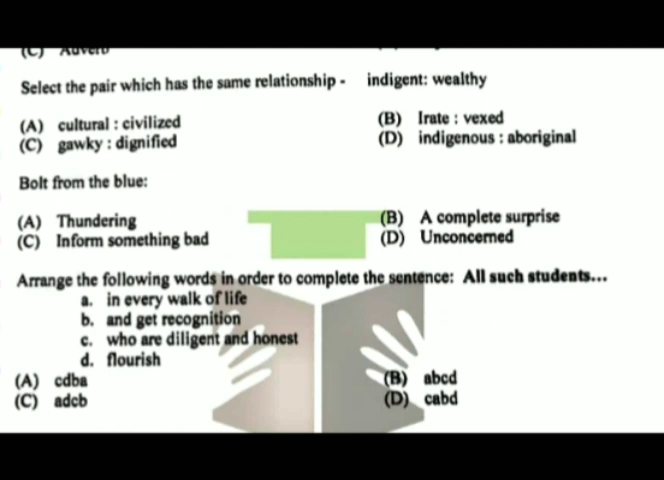 (C) Adverb
Select the pair which has the same relationship - indigent: wealthy
(A) cultural : civilized (B) Irate : vexed
(C) gawky : dignified (D) indigenous : aboriginal
Bolt from the blue:
(A) Thundering (B) A complete surprise
(C) Inform something bad (D) Unconcerned
Arrange the following words in order to complete the sentence: All such students...
a. in every walk of life
b. and get recognition
c. who are diligent and honest
d. flourish
(A) cdba (B) abcd
(C) adcb (D) cabd